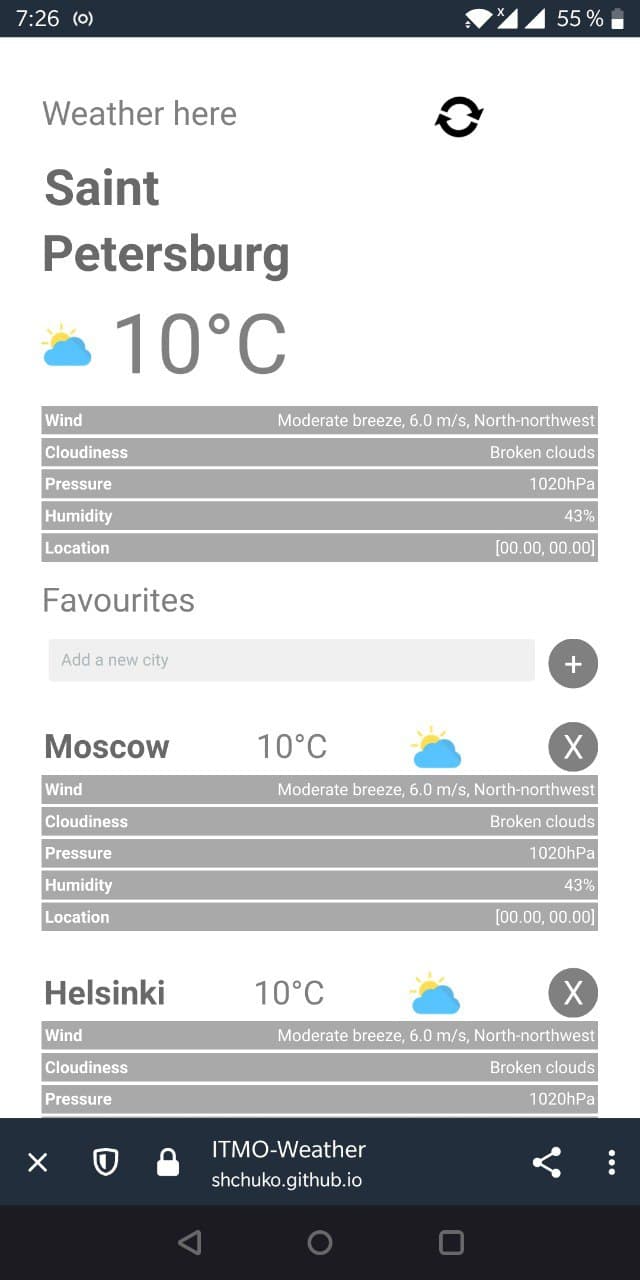 7:26 55 %
Weather here
Saint
Petersburg
10°C
Wind Moderate breeze, 6.0 m/s, North-northwest
Cloudiness Broken clouds
Pressure 1020hPa
Humidity 43%
Location [00.00, 00.00]
Favourites
Add a new city +
Moscow 10°C X
Wind Moderate breeze, 6.0 m/s, North-northwest
Cloudiness Broken clouds
Pressure 1020hPa
Humidity 43%
Location [00.00, 00.00]
Helsinki 10°C X
Wind Moderate breeze, 6.0 m/s, North-northwest
Cloudiness Broken clouds
Pressure 1020hPa
ITMO-Weather
shchuko.github.io